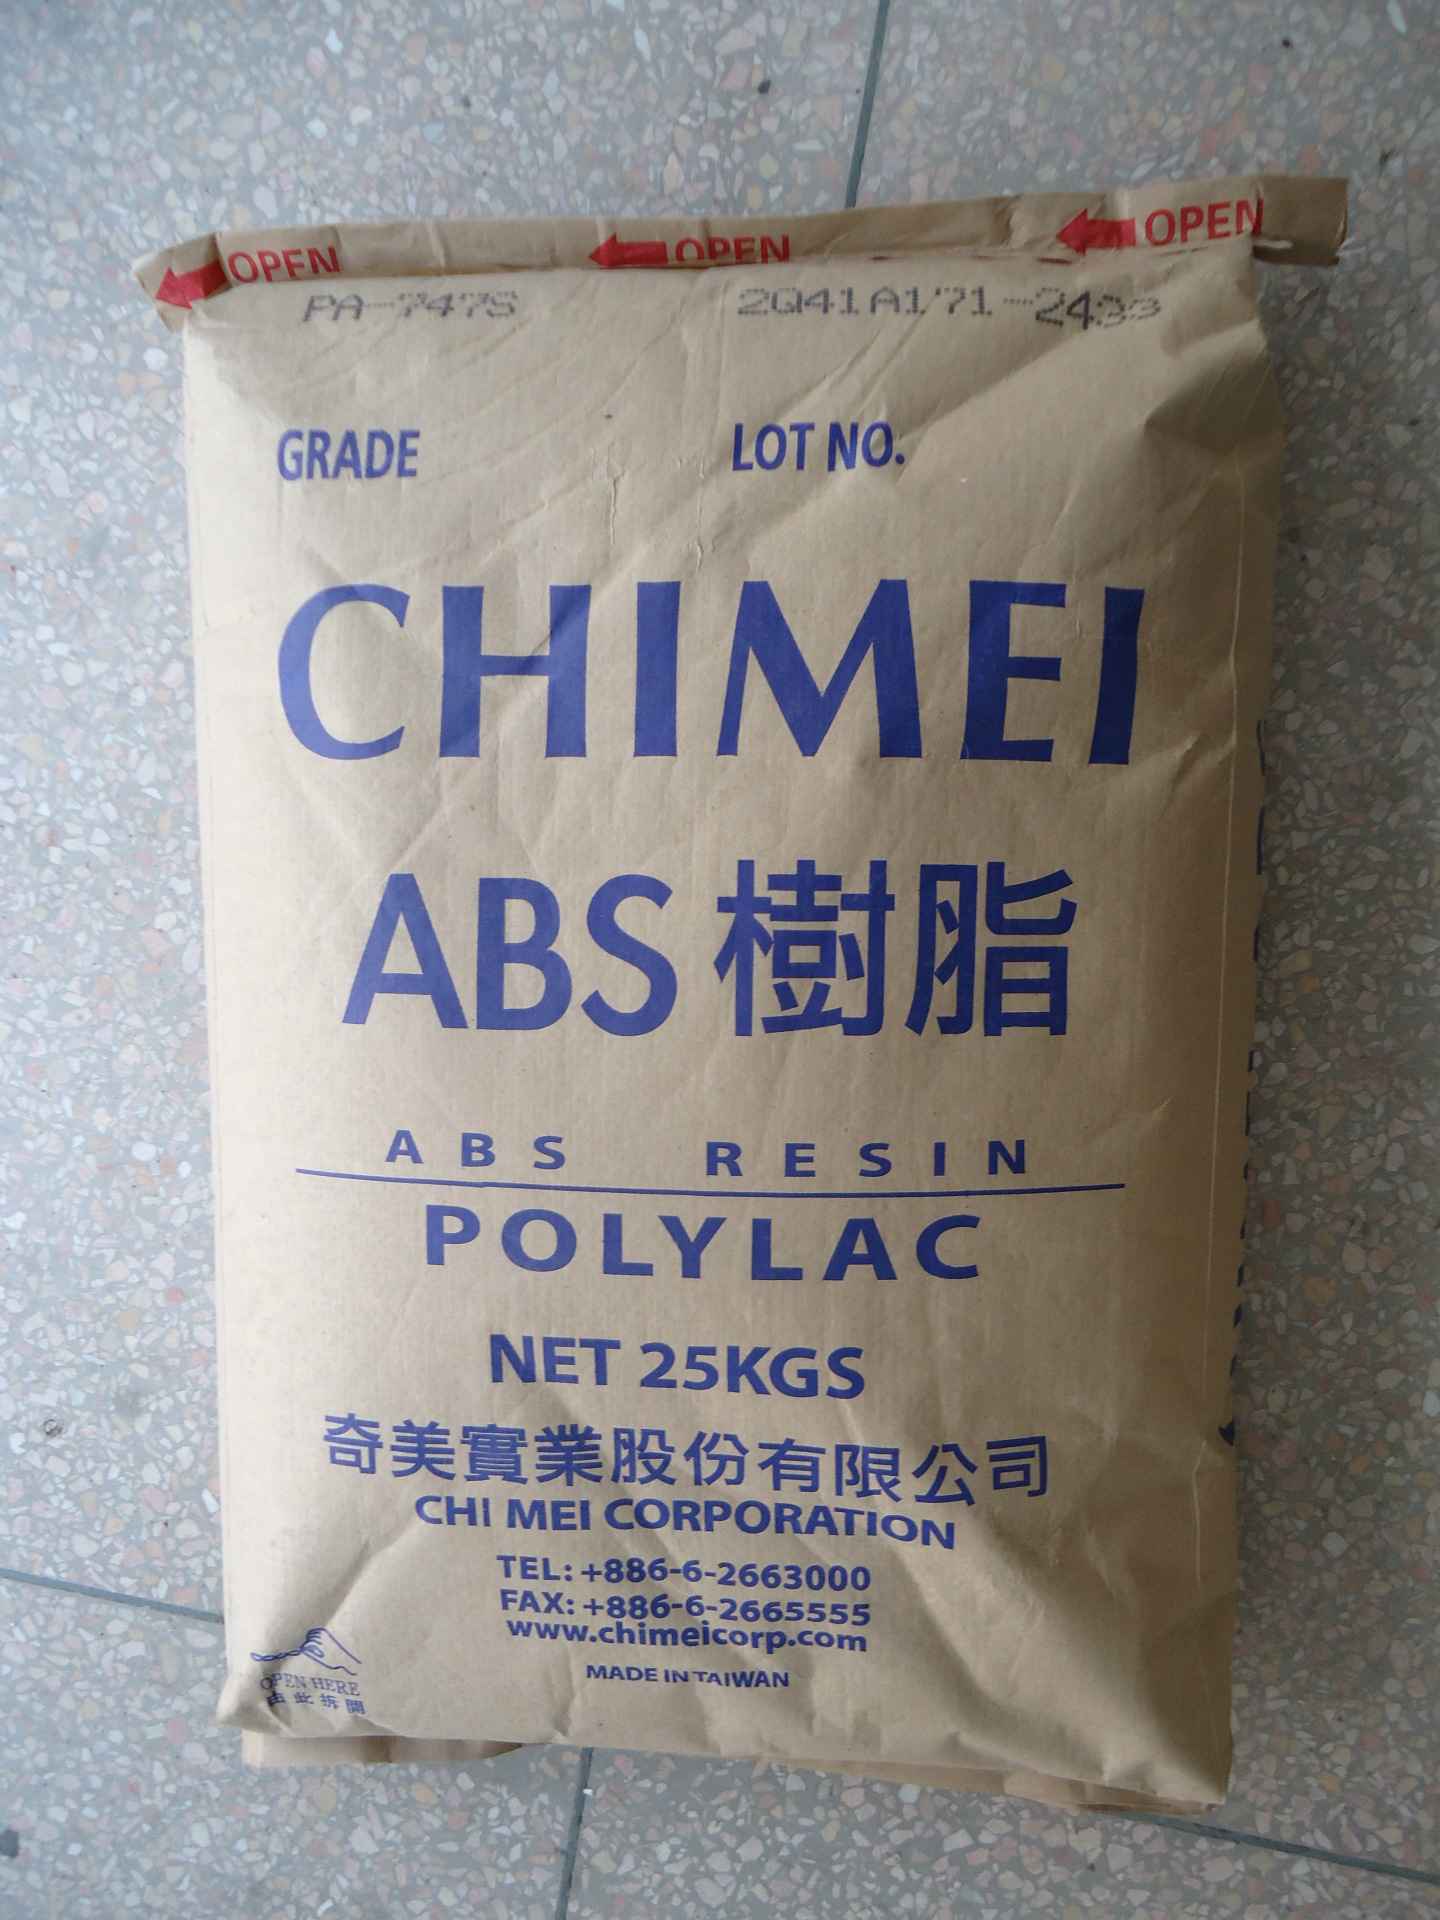 OPEN OPEN OPEN
PA-747S 2Q41A171-2433
GRADE LOT NO.
CHIMEI
ABS 樹脂
ABS RESIN
POLYLAC
NET 25KGS
奇美實業股份有限公司
CHI MEI CORPORATION
TEL: +886-6-2663000
FAX: +886-6-2665555
www.chimeicorp.com
MADE IN TAIWAN
OPEN HERE
由此拆開